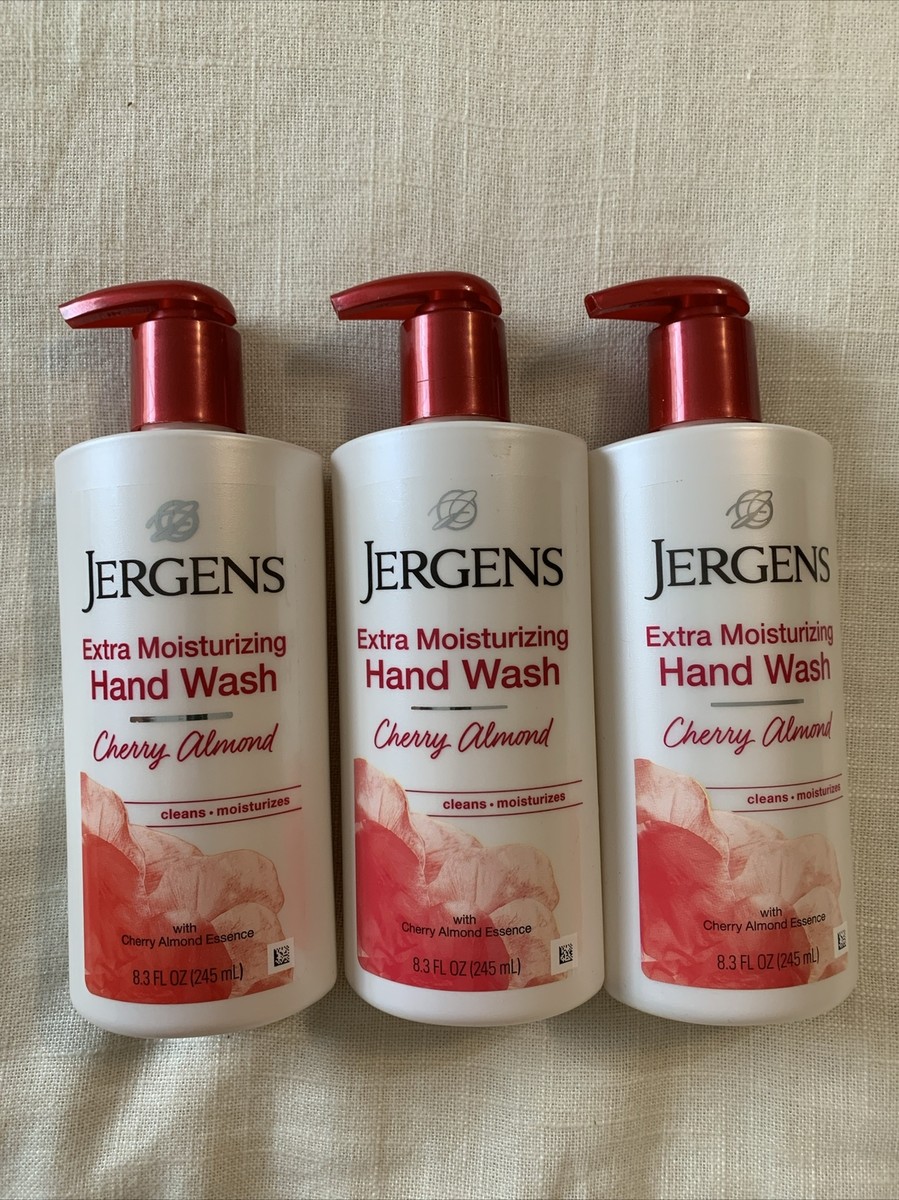 JERGENS
Extra Moisturizing
Hand Wash
Cherry Almond
cleans • moisturizes
with
Cherry Almond Essence
8.3 FL OZ (245 mL)
JERGENS
Extra Moisturizing
Hand Wash
Cherry Almond
cleans • moisturizes
with
Cherry Almond Essence
8.3 FL OZ (245 mL)
JERGENS
Extra Moisturizing
Hand Wash
Cherry Almond
cleans • moisturizes
with
Cherry Almond Essence
8.3 FL OZ (245 mL)